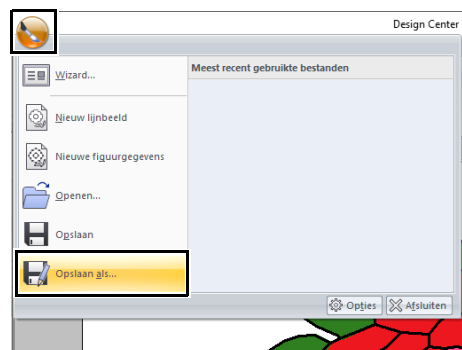 Design Center
Wizard...
Meest recent gebruikte bestanden
Nieuw lijnbeeld
Nieuwe figuurgegevens
Openen...
Opslaan
Opslaan als...
Opties
Afsluiten